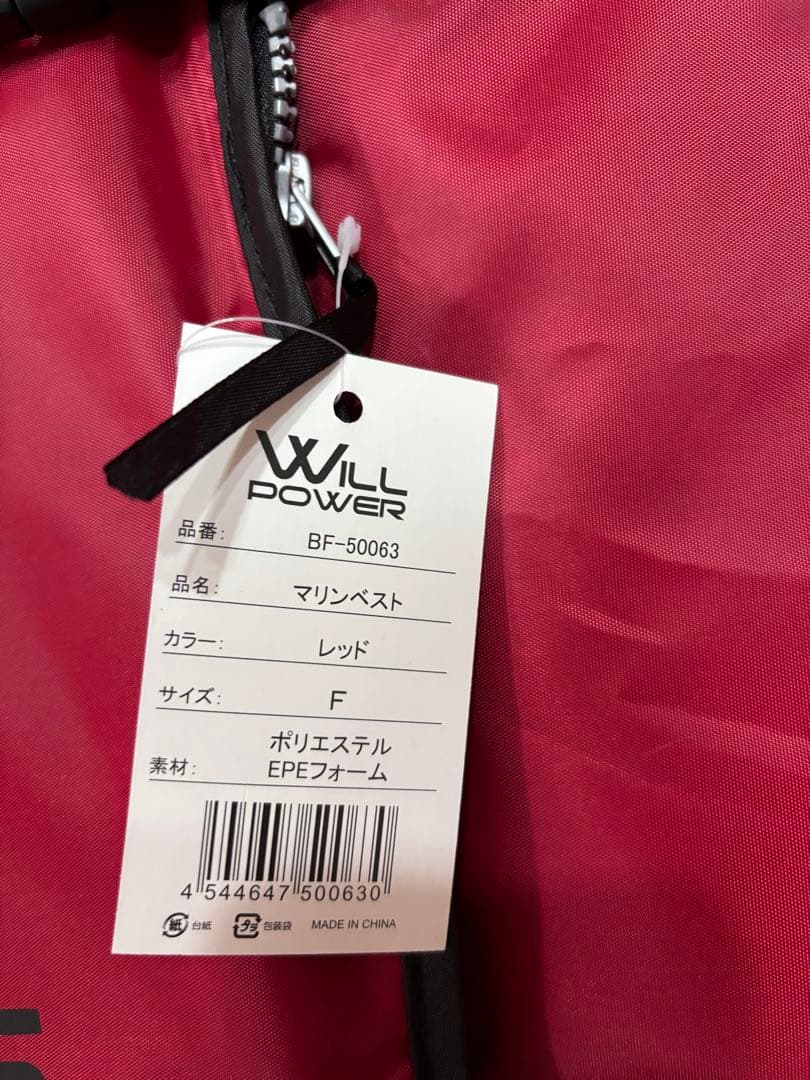 WILL
POWER
品番: BF-50063
品名: マリンベスト
カラー: レッド
サイズ: F
素材: ポリエステル
EPEフォーム
4 544647 500630
紙 台紙 プラ 包装袋 MADE IN CHINA